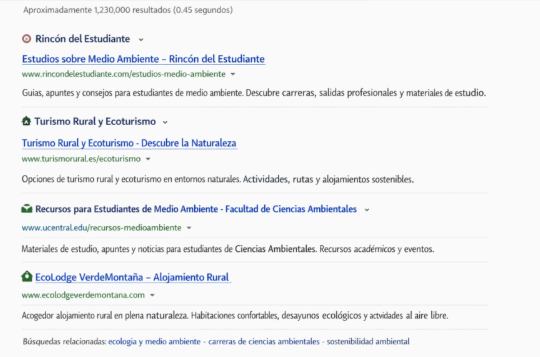 Aproximadamente 1,230,000 resultados (0.45 segundos)
Rincón del Estudiante
Estudios sobre Medio Ambiente – Rincón del Estudiante
www.rincondelestudiante.com/estudios-medio-ambiente
Guias, apuntes y consejos para estudiantes de medio ambiente. Descubre carreras, salidas profesionales y materiales de estudio.
Turismo Rural y Ecoturismo
Turismo Rural y Ecoturismo - Descubre la Naturaleza
www.turismorural.es/ecoturismo
Opciones de turismo rural y ecoturism en entornos naturales. Actividades, rutas y alojamientos sostenibles.
Recursos para Estudiantes de Medio Ambiente - Facultad de Ciencias Ambientales
www.ucentral.edu/recursos-medioambiente
Materiales de estudio, apuntes y noticias para estudiantes de Ciencias Ambientales. Recursos académicos y eventos.
EcoLodge VerdeMontaña – Alojamiento Rural
www.ecolodgeverdemontana.com
Acogedor alojamiento rural en plena naturaleza. Habitaciones confortables, desayunos ecológicos y actvidades al aire libre.
Búsquedas relacionadas: ecologia y medio ambiente - carreras de ciencias ambientales - sostenibilidad ambiental